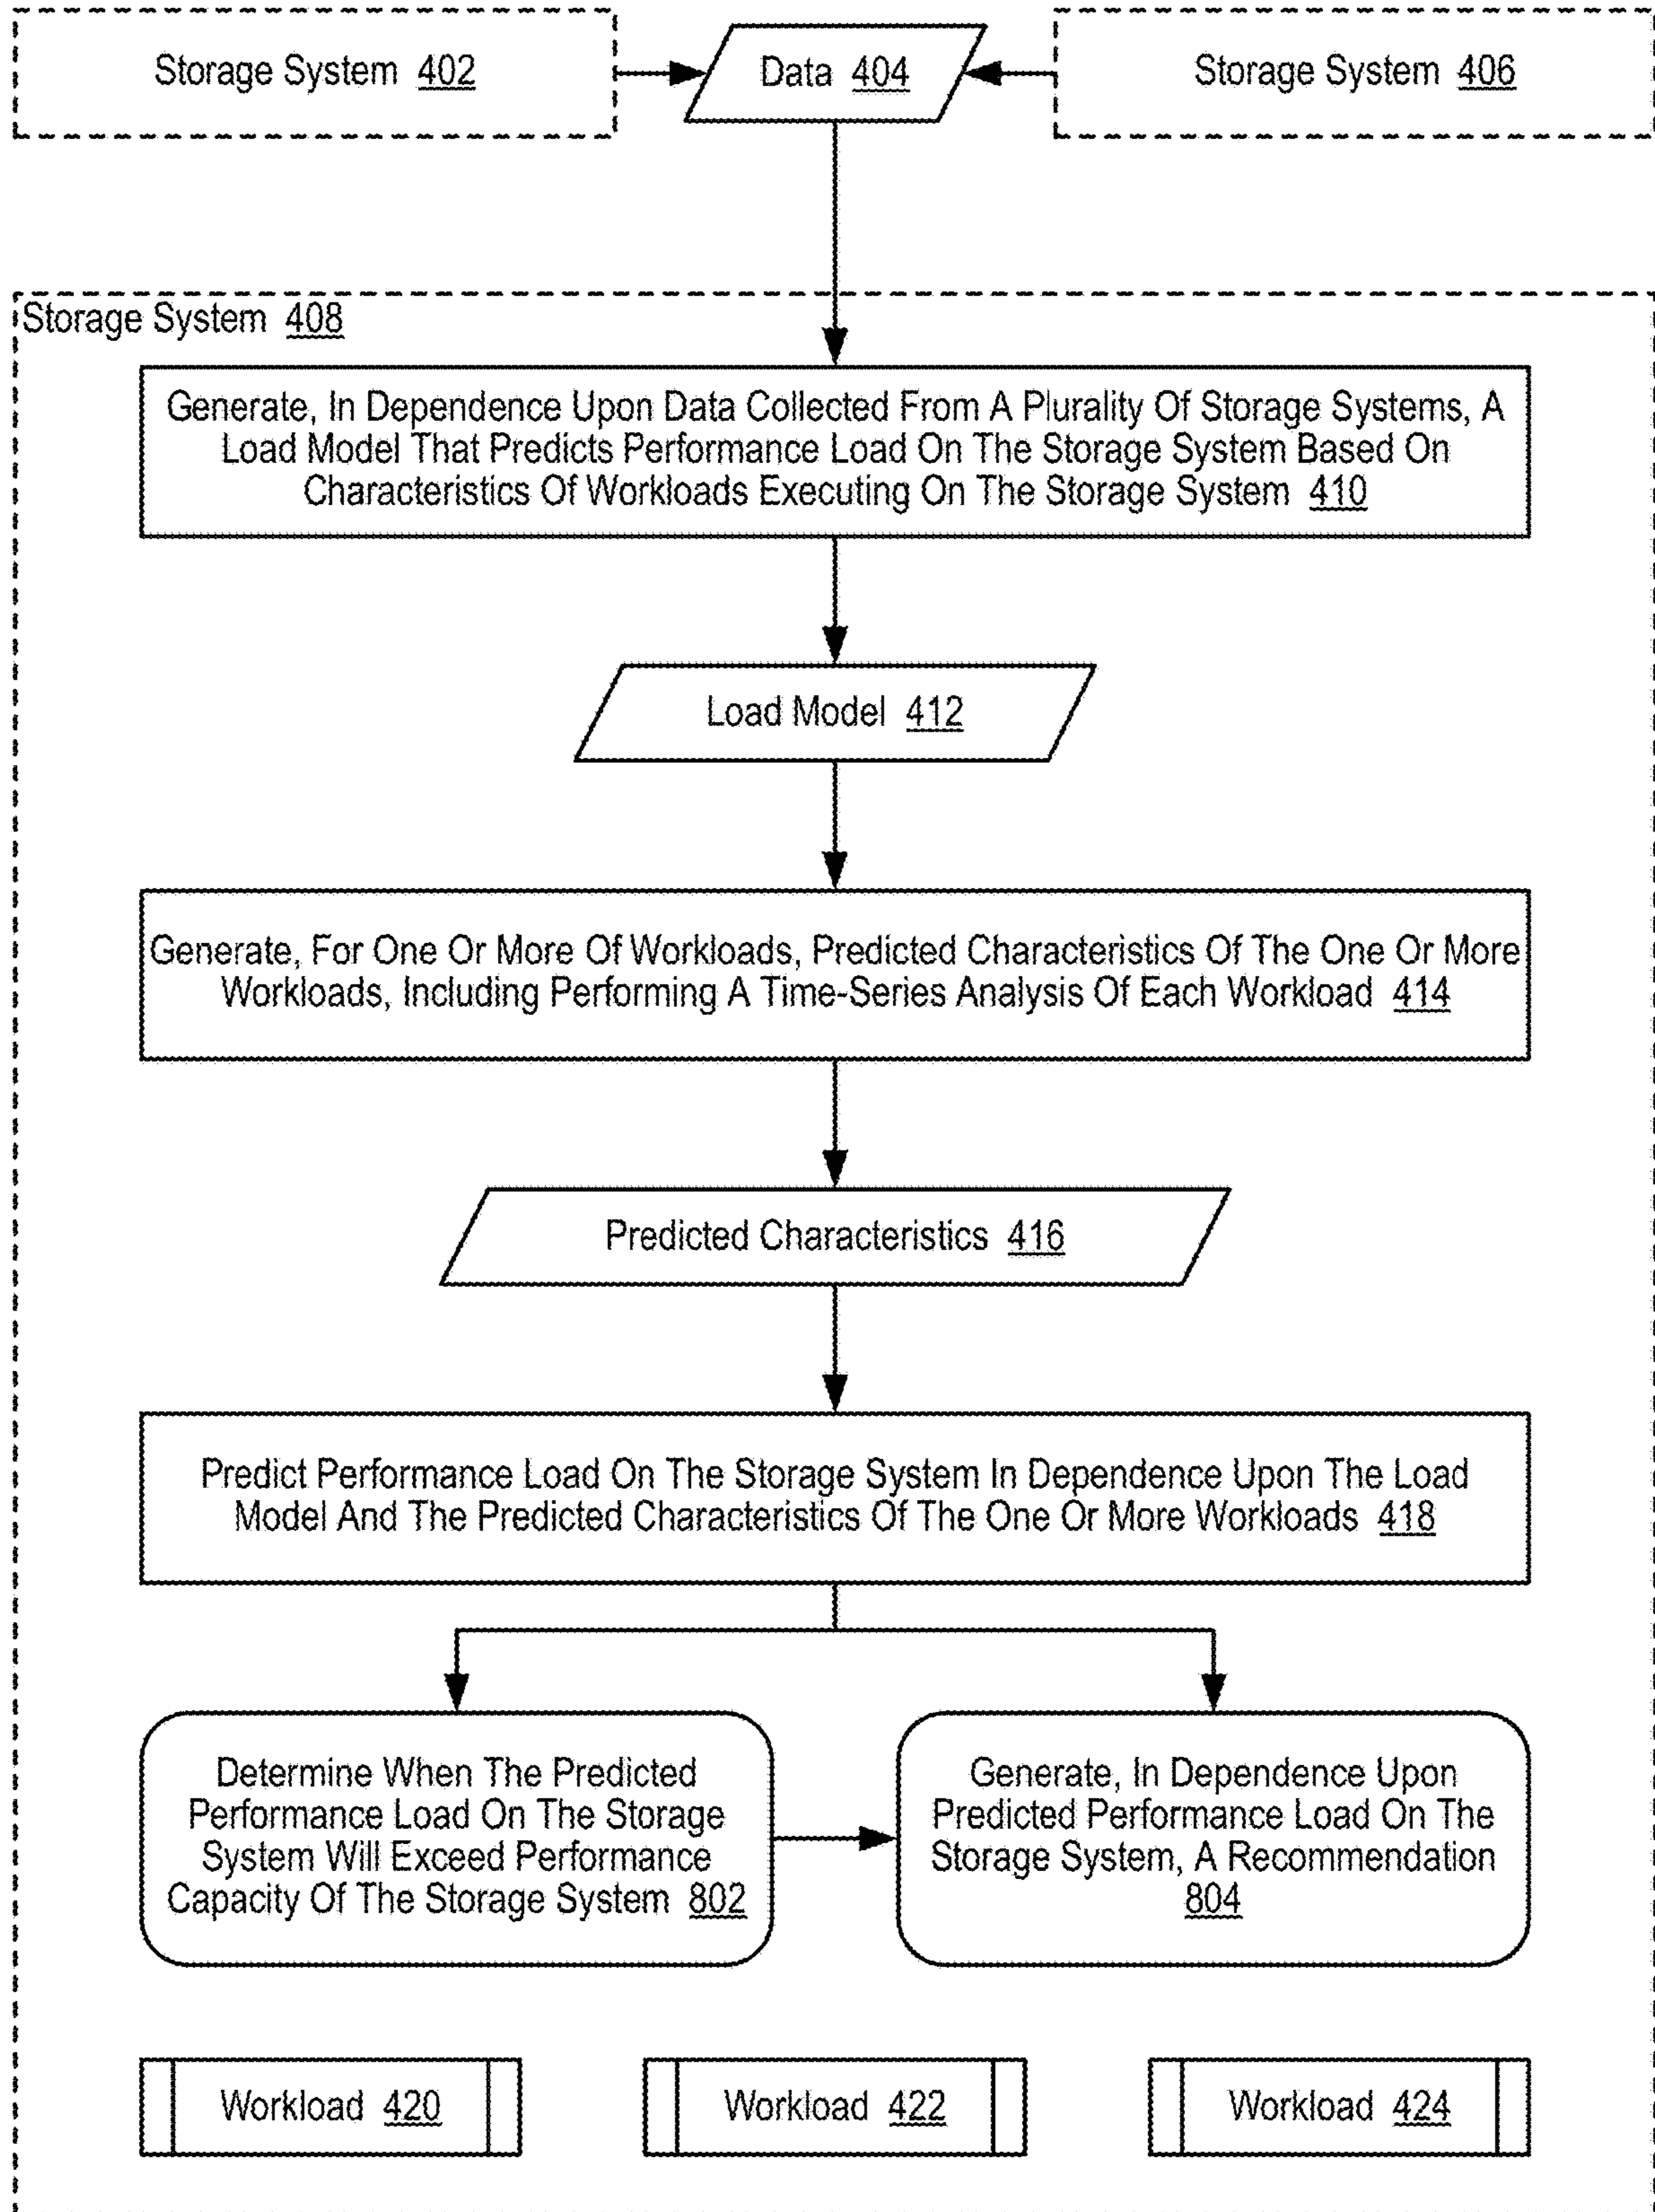 Storage System 402
Data 404
Storage System 406
Storage System 408
Generate, In Dependence Upon Data Collected From A Plurality Of Storage Systems, A
Load Model That Predicts Performance Load On The Storage System Based On
Characteristics Of Workloads Executing On The Storage System 410
Load Model 412
Generate, For One Or More Of Workloads, Predicted Characteristics Of The One Or More
Workloads, Including Performing A Time-Series Analysis Of Each Workload 414
Predicted Characteristics 416
Predict Performance Load On The Storage System In Dependence Upon The Load
Model And The Predicted Characteristics Of The One Or More Workloads 418
Determine When The Predicted
Performance Load On The Storage
System Will Exceed Performance
Capacity Of The Storage System 802
Generate, In Dependence Upon
Predicted Performance Load On The
Storage System, A Recommendation
804
Workload 420
Workload 422
Workload 424